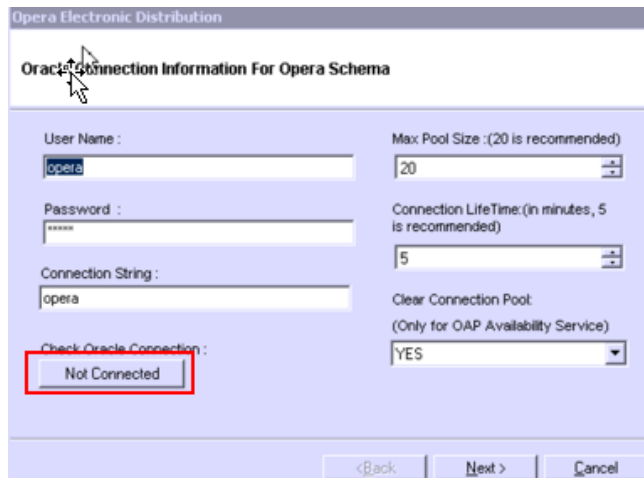 Opera Electronic Distribution
Oracle Connection Information For Opera Schema
User Name :
opera
Password :
*****
Connection String :
opera
Check Oracle Connection :
Not Connected
Max Pool Size :(20 is recommended)
20
Connection LifeTime:(in minutes, 5
is recommended)
5
Clear Connection Pool:
(Only for OAP Availability Service)
YES
<Back
Next >
Cancel